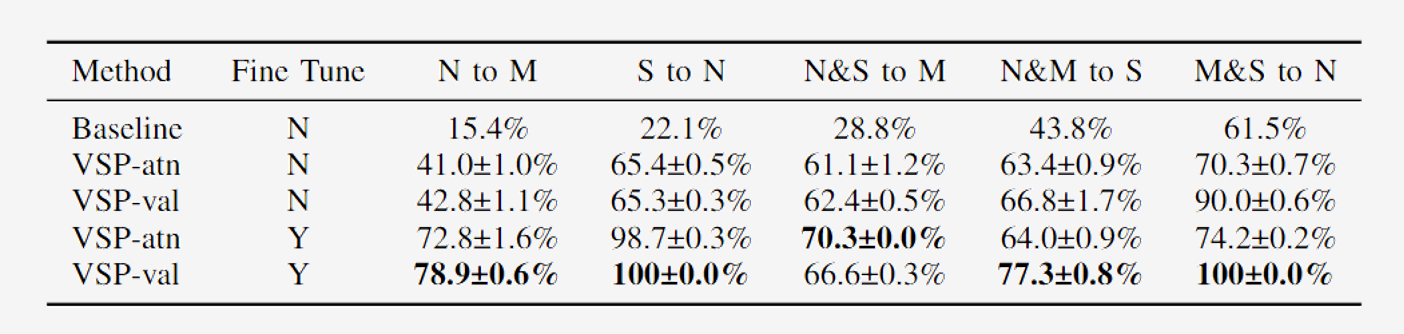 Method Fine Tune N to M S to N N&S to M N&M to S M&S to N
Baseline N 15.4% 22.1% 28.8% 43.8% 61.5%
VSP-atn N 41.0±1.0% 65.4±0.5% 61.1±1.2% 63.4±0.9% 70.3±0.7%
VSP-val N 42.8±1.1% 65.3±0.3% 62.4±0.5% 66.8±1.7% 90.0±0.6%
VSP-atn Y 72.8±1.6% 98.7±0.3% 70.3±0.0% 64.0±0.9% 74.2±0.2%
VSP-val Y 78.9±0.6% 100±0.0% 66.6±0.3% 77.3±0.8% 100±0.0%